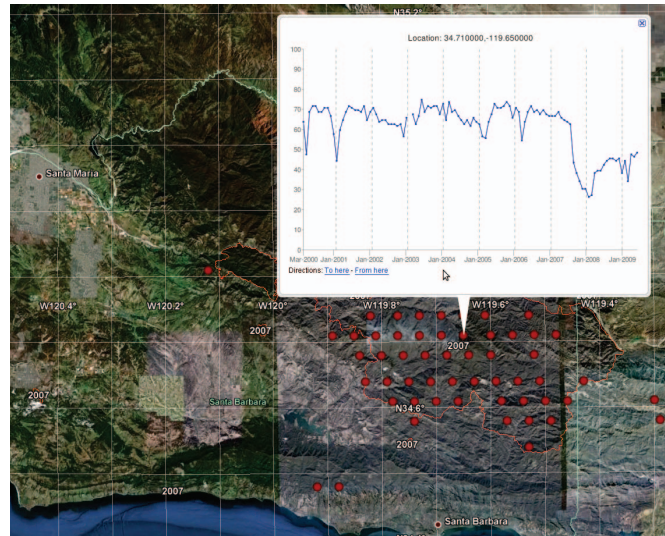 N35.2°
Location: 34.710000,-119.650000
100
90
80
70
60
50
40
30
20
10
0
Mar-2000 Jan-2001 Jan-2002 Jan-2003 Jan-2004 Jan-2005 Jan-2006 Jan-2007 Jan-2008 Jan-2009
Directions: To here - From here
Santa Maria
W120.4° W120.2° W120° W119.8° W119.6° W119.4°
2007
2007
2007
Santa Barbara
N34.6°
2007
2007
Santa Barbara